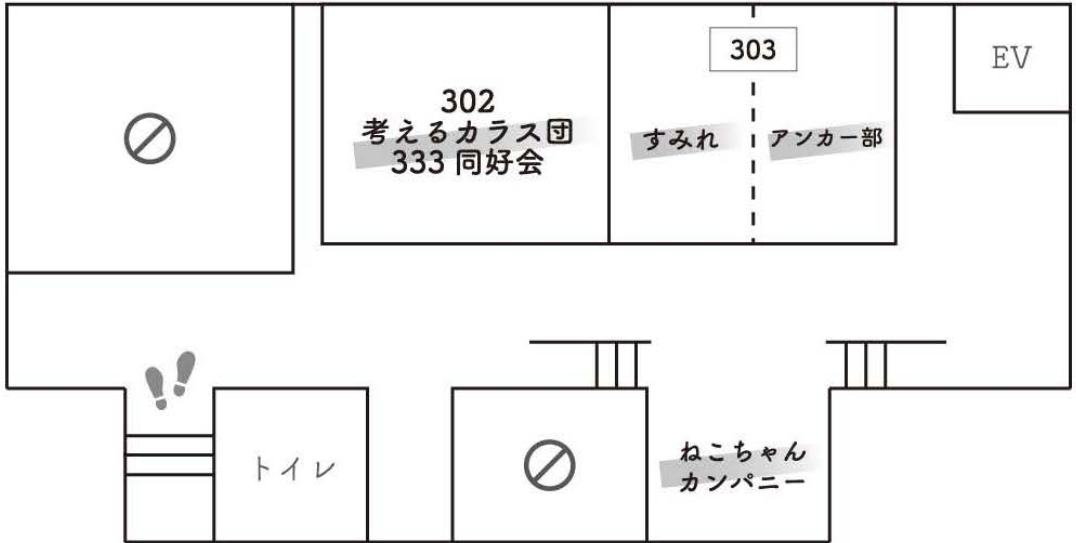 EV
303
302
考えるカラス団
333 同好会
すみれ
アンカー部
トイレ
ねこちゃん
カンパニー